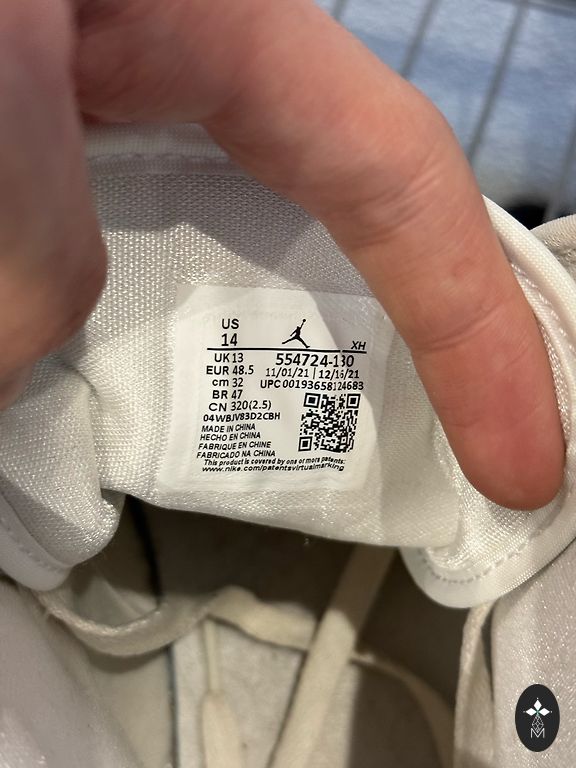 US
14
XH
UK 13
EUR 48.5
cm 32
BR 47
CN 320(2.5)
554724-130
11/01/21 | 12/16/21
UPC 00193658124683
04WBJV83D2CBH
MADE IN CHINA
HECHO EN CHINA
FABRIQUE EN CHINE
FABRICADO NA CHINA
This product is covered by one or more patents:
www.nike.com/patentsvirtualmarking
M